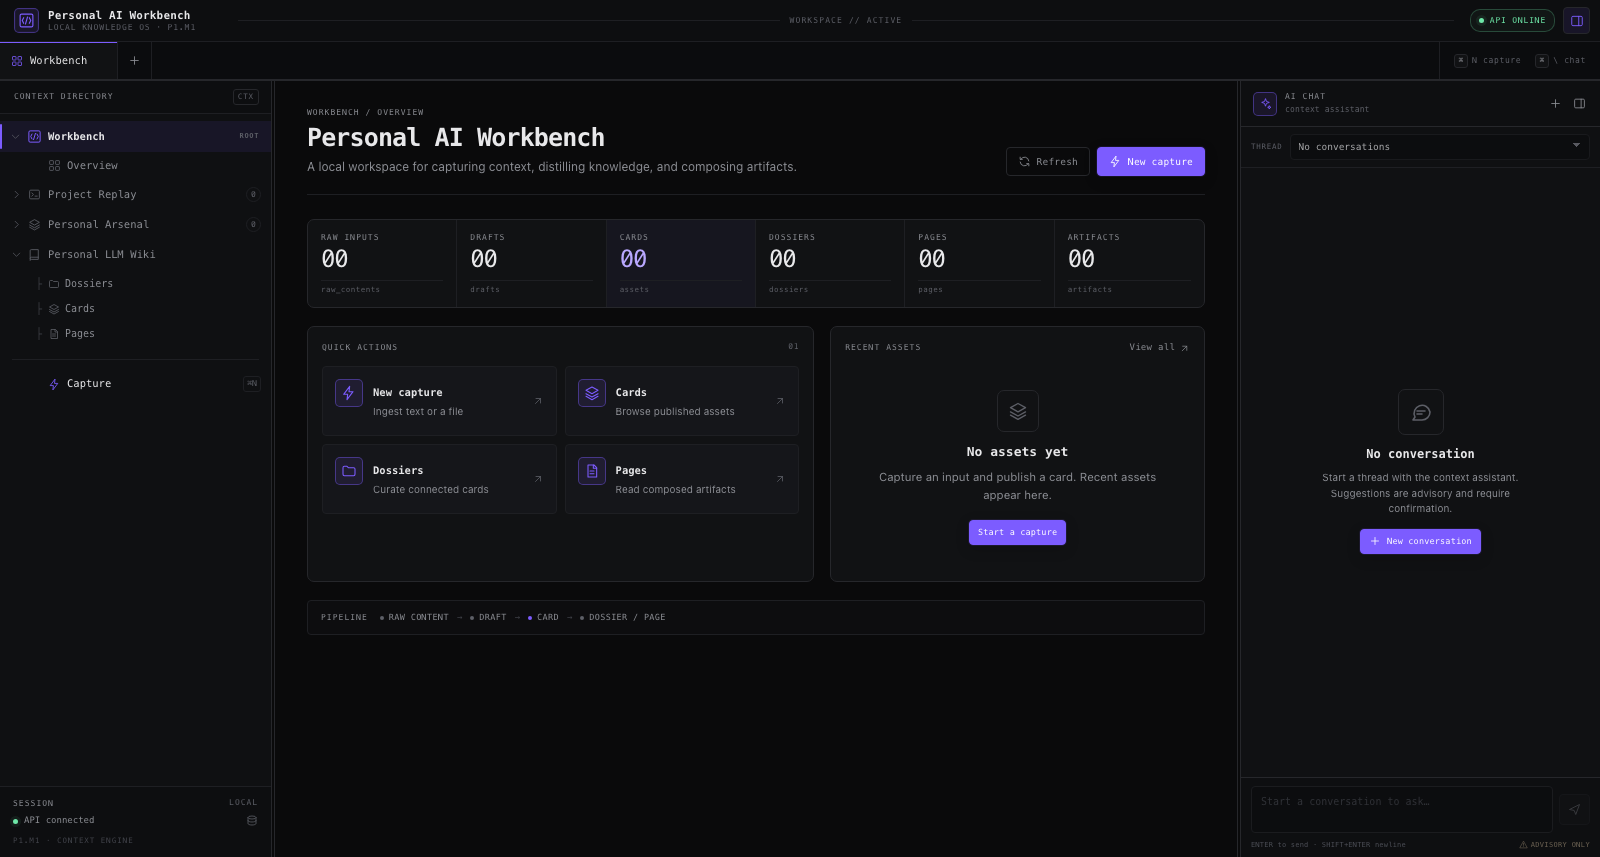 Personal AI Workbench
LOCAL KNOWLEDGE OS · P1.M1
WORKSPACE // ACTIVE
API ONLINE
Workbench
⌘ N capture
⌘ \ chat
CONTEXT DIRECTORY
CTX
Workbench
ROOT
Overview
Project Replay
0
Personal Arsenal
0
Personal LLM Wiki
Dossiers
Cards
Pages
Capture
⌘N
SESSION
LOCAL
API connected
P1.M1 · CONTEXT ENGINE
WORKBENCH / OVERVIEW
Personal AI Workbench
A local workspace for capturing context, distilling knowledge, and composing artifacts.
Refresh
New capture
RAW INPUTS
00
raw_contents
DRAFTS
00
drafts
CARDS
00
assets
DOSSIERS
00
dossiers
PAGES
00
pages
ARTIFACTS
00
artifacts
QUICK ACTIONS
01
New capture
Ingest text or a file
Cards
Browse published assets
Dossiers
Curate connected cards
Pages
Read composed artifacts
RECENT ASSETS
View all
No assets yet
Capture an input and publish a card. Recent assets
appear here.
Start a capture
PIPELINE RAW CONTENT → DRAFT → CARD → DOSSIER / PAGE
AI CHAT
context assistant
THREAD
No conversations
No conversation
Start a thread with the context assistant.
Suggestions are advisory and require
confirmation.
New conversation
Start a conversation to ask…
ENTER to send · SHIFT+ENTER newline
ADVISORY ONLY